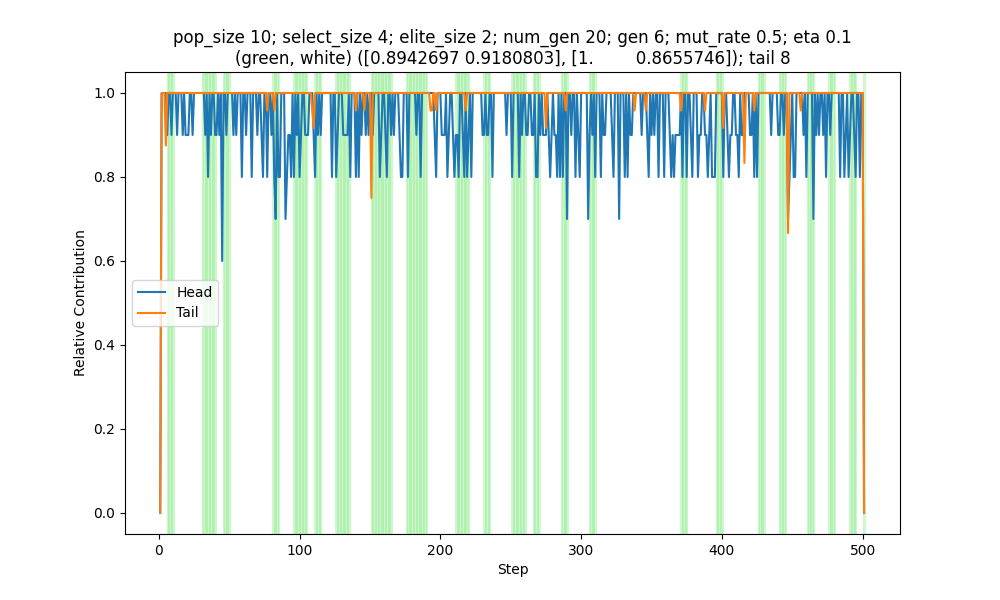 pop_size 10; select_size 4; elite_size 2; num_gen 20; gen 6; mut_rate 0.5; eta 0.1
(green, white) ([0.8942697 0.9180803], [1.        0.8655746]); tail 8
1.0
0.8
0.6
0.4
0.2
0.0
Relative Contribution
Head
Tail
0 100 200 300 400 500
Step